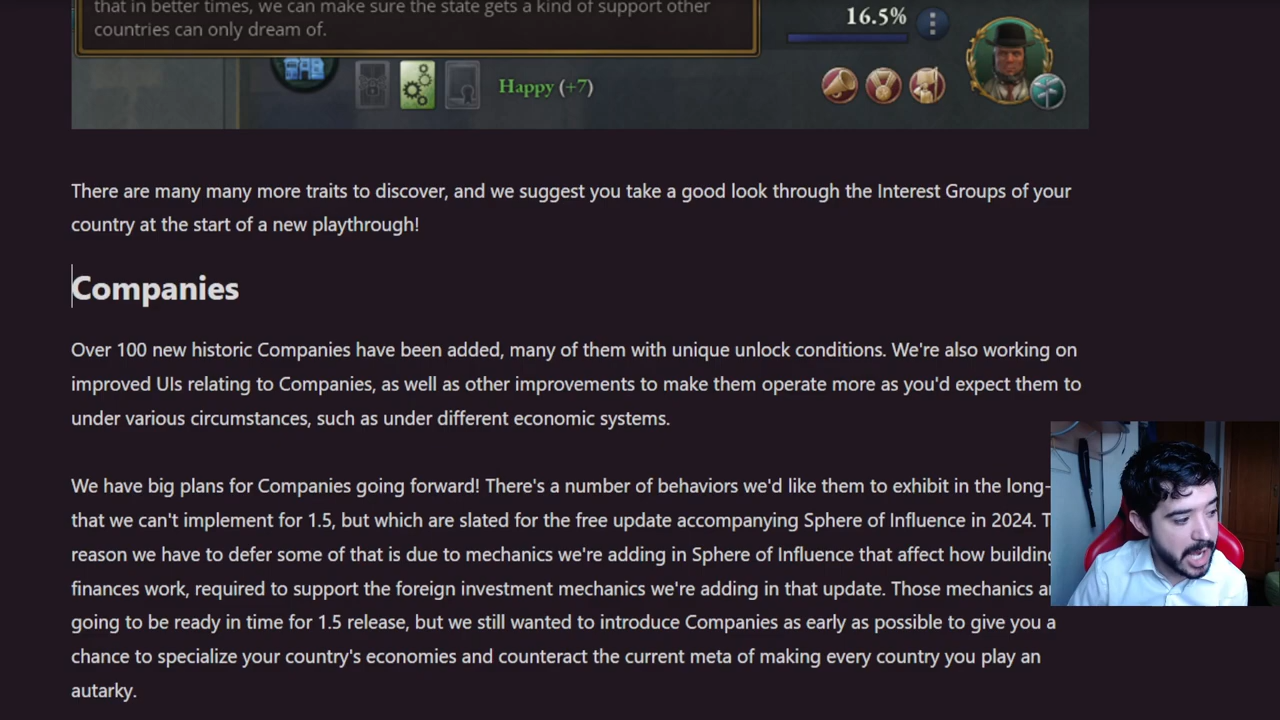 that in better times, we can make sure the state gets a kind of support other
countries can only dream of.
16.5%
Happy (+7)
There are many many more traits to discover, and we suggest you take a good look through the Interest Groups of your
country at the start of a new playthrough!
Companies
Over 100 new historic Companies have been added, many of them with unique unlock conditions. We're also working on
improved UIs relating to Companies, as well as other improvements to make them operate more as you'd expect them to
under various circumstances, such as under different economic systems.
We have big plans for Companies going forward! There's a number of behaviors we'd like them to exhibit in the long-
that we can't implement for 1.5, but which are slated for the free update accompanying Sphere of Influence in 2024. T
reason we have to defer some of that is due to mechanics we're adding in Sphere of Influence that affect how building
finances work, required to support the foreign investment mechanics we're adding in that update. Those mechanics a
going to be ready in time for 1.5 release, but we still wanted to introduce Companies as early as possible to give you a
chance to specialize your country's economies and counteract the current meta of making every country you play an
autarky.